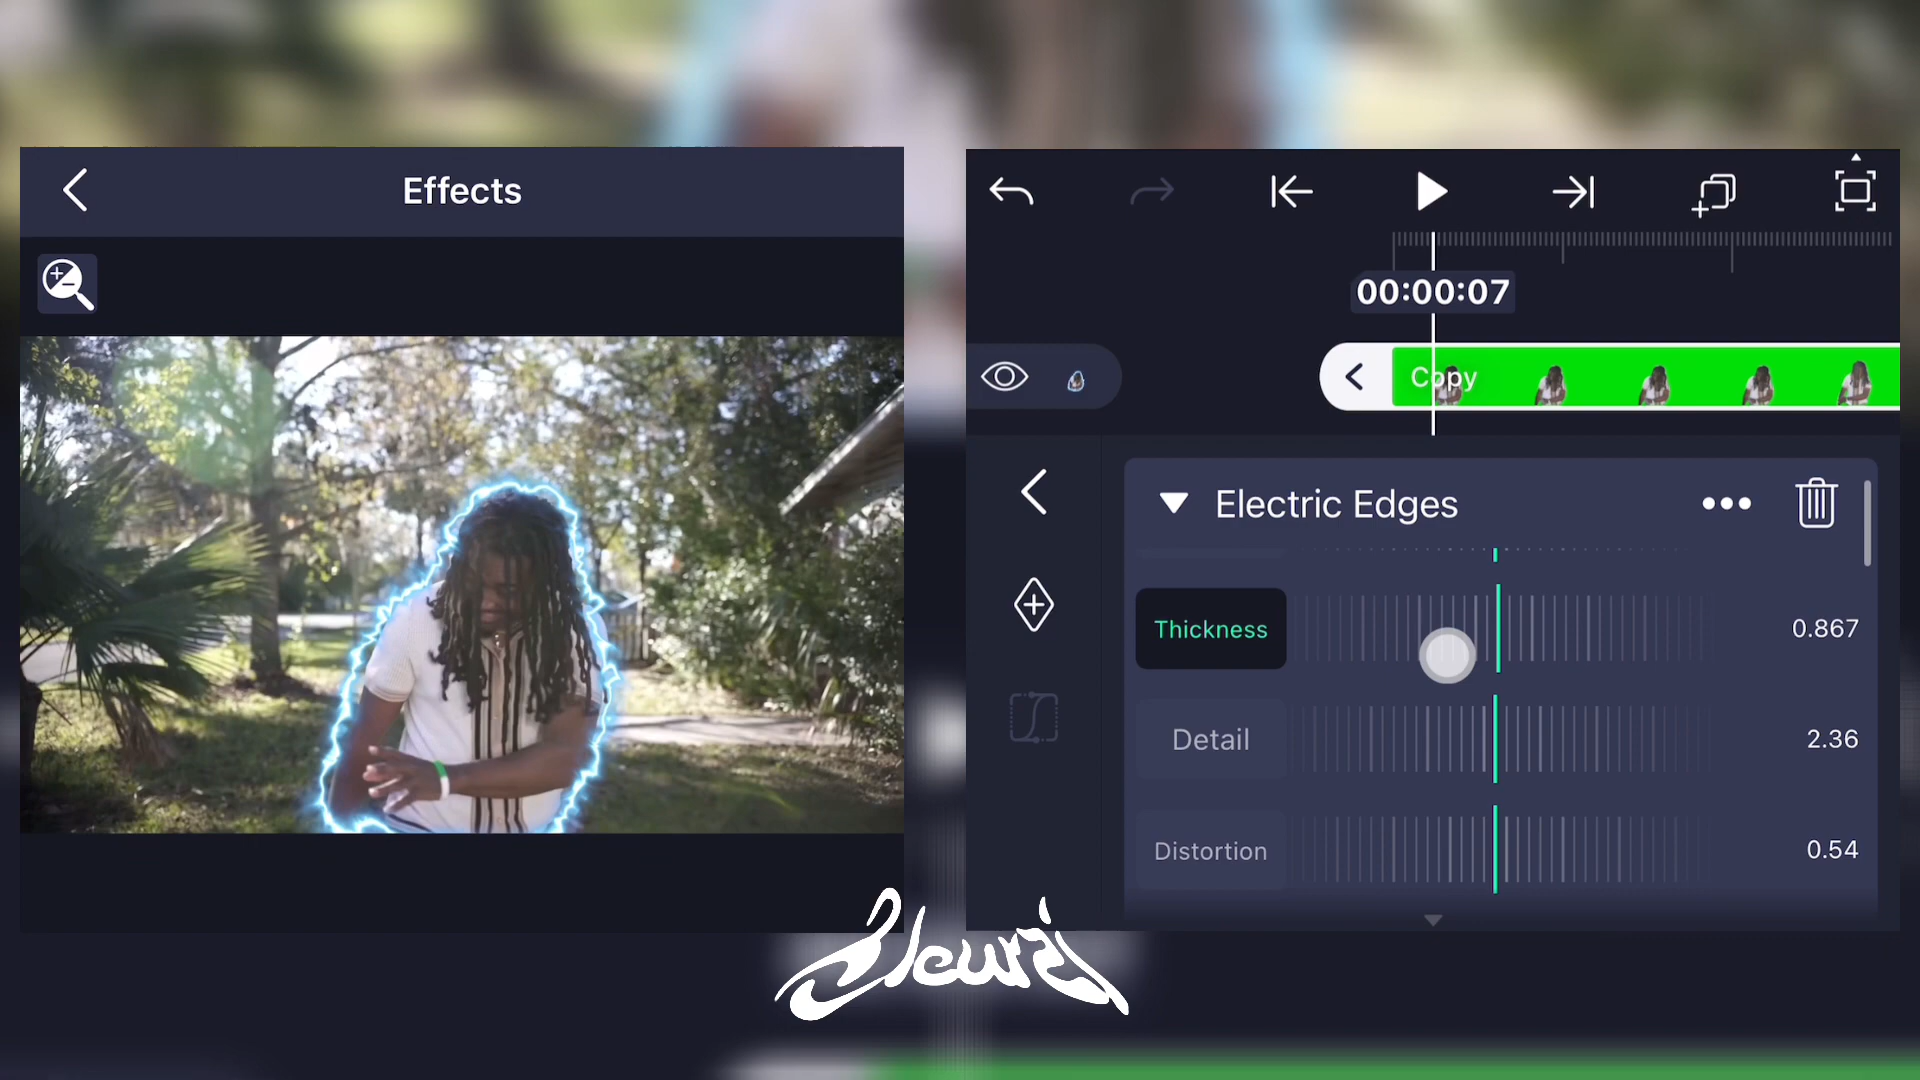 Effects
00:00:07
Copy
Electric Edges
Thickness
0.867
Detail
2.36
Distortion
0.54